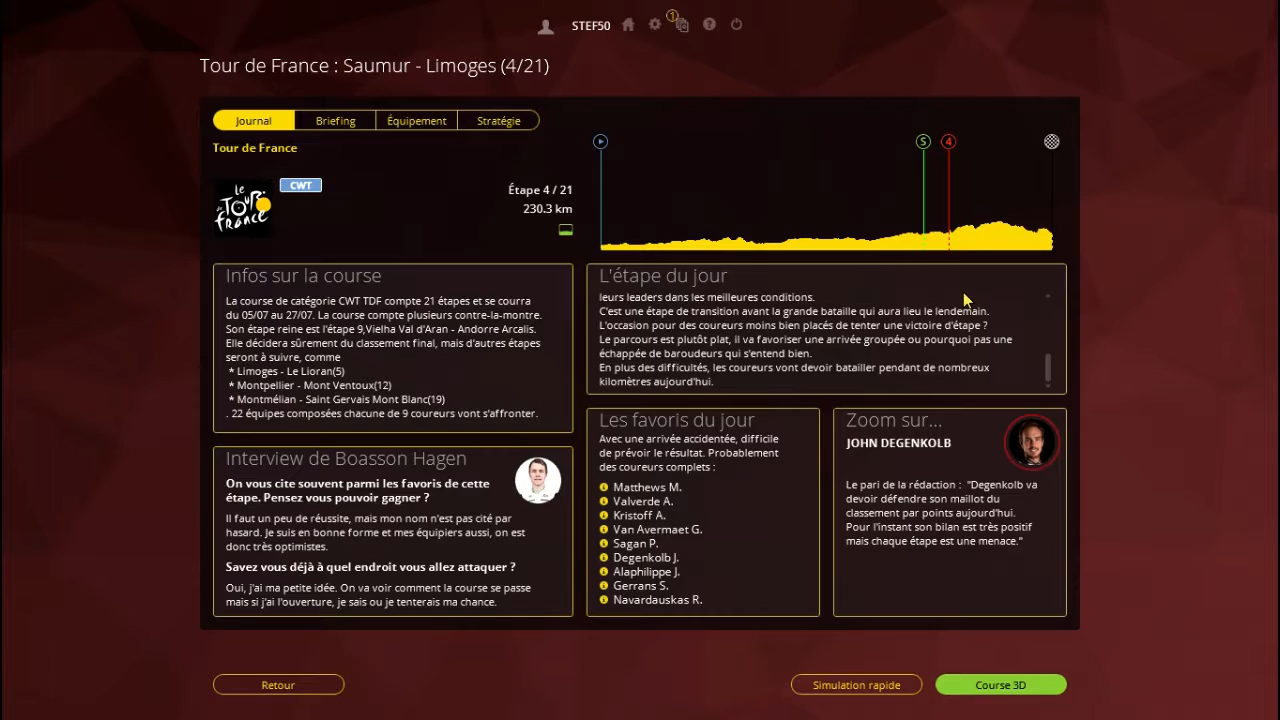 STEF50
1
Tour de France : Saumur - Limoges (4/21)
Journal
Briefing
Équipement
Stratégie
Tour de France
S
4
le
TOUR
de
france
CWT
Étape 4 / 21
230.3 km
Infos sur la course
La course de catégorie CWT TDF compte 21 étapes et se courra
du 05/07 au 27/07. La course compte plusieurs contre-la-montre.
Son étape reine est l'étape 9,Vielha Val d'Aran - Andorre Arcalis.
Elle décidera sûrement du classement final, mais d'autres étapes
seront à suivre, comme
* Limoges - Le Lioran(5)
* Montpellier - Mont Ventoux(12)
* Montmélian - Saint Gervais Mont Blanc(19)
. 22 équipes composées chacune de 9 coureurs vont s'affronter.
L'étape du jour
leurs leaders dans les meilleures conditions.
C'est une étape de transition avant la grande bataille qui aura lieu le lendemain.
L'occasion pour des coureurs moins bien placés de tenter une victoire d'étape ?
Le parcours est plutôt plat, il va favoriser une arrivée groupée ou pourquoi pas une
échappée de baroudeurs qui s'entend bien.
En plus des difficultés, les coureurs vont devoir batailler pendant de nombreux
kilomètres aujourd'hui.
Interview de Boasson Hagen
On vous cite souvent parmi les favoris de cette
étape. Pensez vous pouvoir gagner ?
Il faut un peu de réussite, mais mon nom n'est pas cité par
hasard. Je suis en bonne forme et mes équipiers aussi, on est
donc très optimistes.
Savez vous déjà à quel endroit vous allez attaquer ?
Oui, j'ai ma petite idée. On va voir comment la course se passe
mais si j'ai l'ouverture, je sais ou je tenterais ma chance.
Les favoris du jour
Avec une arrivée accidentée, difficile
de prévoir le résultat. Probablement
des coureurs complets :
Matthews M.
Valverde A.
Kristoff A.
Van Avermaet G.
Sagan P.
Degenkolb J.
Alaphilippe J.
Gerrans S.
Navardauskas R.
Zoom sur...
JOHN DEGENKOLB
Le pari de la rédaction : "Degenkolb va
devoir défendre son maillot du
classement par points aujourd'hui.
Pour l'instant son bilan est très positif
mais chaque étape est une menace."
Retour
Simulation rapide
Course 3D